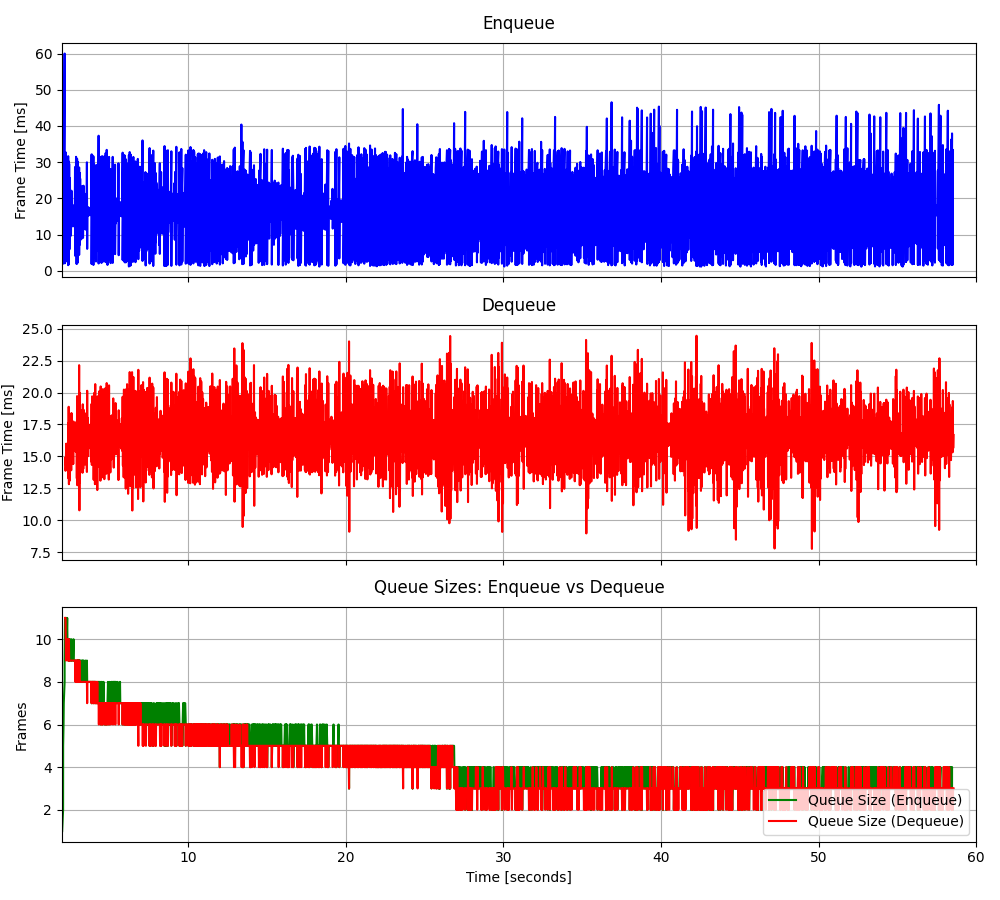 Enqueue
Frame Time [ms]
60
50
40
30
20
10
0
Dequeue
Frame Time [ms]
25.0
22.5
20.0
17.5
15.0
12.5
10.0
7.5
Queue Sizes: Enqueue vs Dequeue
Frames
10
8
6
4
2
Queue Size (Enqueue)
Queue Size (Dequeue)
10 20 30 40 50 60
Time [seconds]